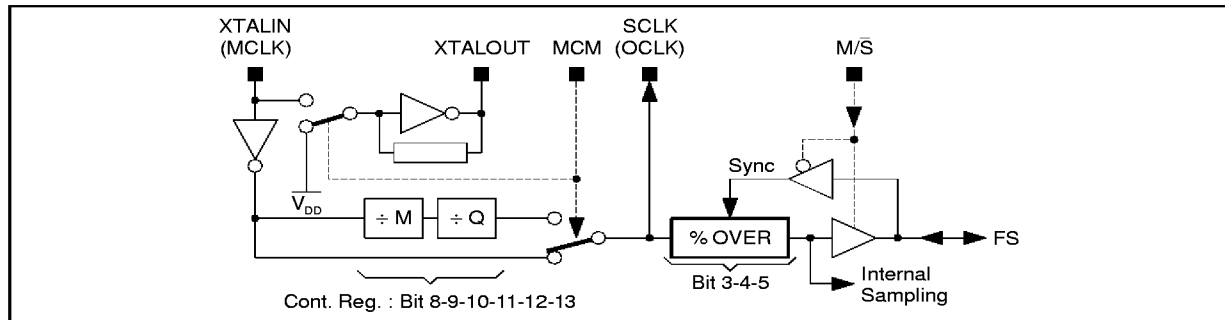 XTALIN
(MCLK)
XTALOUT
MCM
SCLK
(OCLK)
M/S̅
Sync
VDD
÷ M
÷ Q
% OVER
FS
Bit 3-4-5
Internal
Sampling
Cont. Reg. : Bit 8-9-10-11-12-13